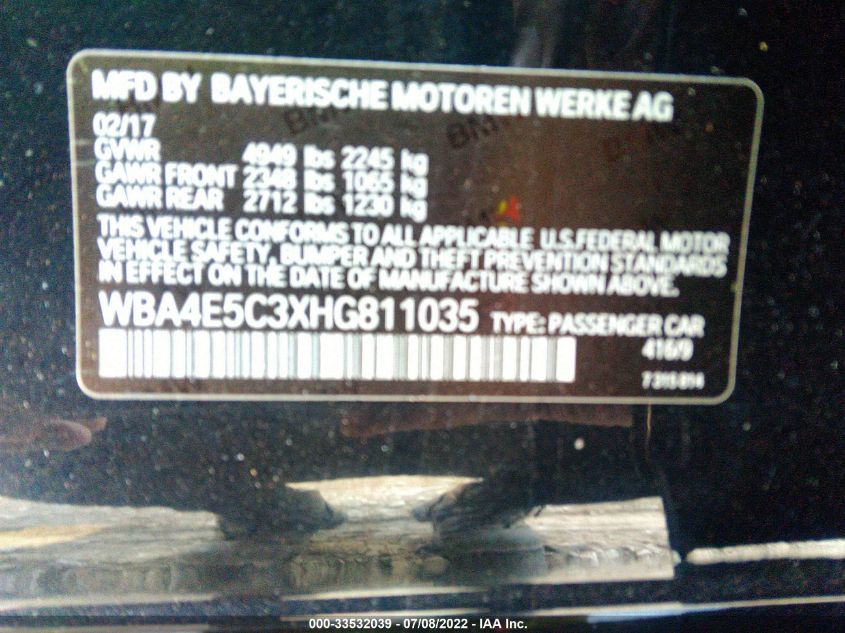 MFD BY BAYERISCHE MOTOREN WERKE AG
02/17
GVWR 4949 lbs 2245 kg
GAWR FRONT 2348 lbs 1065 kg
GAWR REAR 2712 lbs 1230 kg
THIS VEHICLE CONFORMS TO ALL APPLICABLE U.S.FEDERAL MOTOR
VEHICLE SAFETY, BUMPER AND THEFT PREVENTION STANDARDS
IN EFFECT ON THE DATE OF MANUFACTURE SHOWN ABOVE.
WBA4E5C3XHG811035 TYPE: PASSENGER CAR
416/9
000-33532039 - 07/08/2022 - IAA Inc.